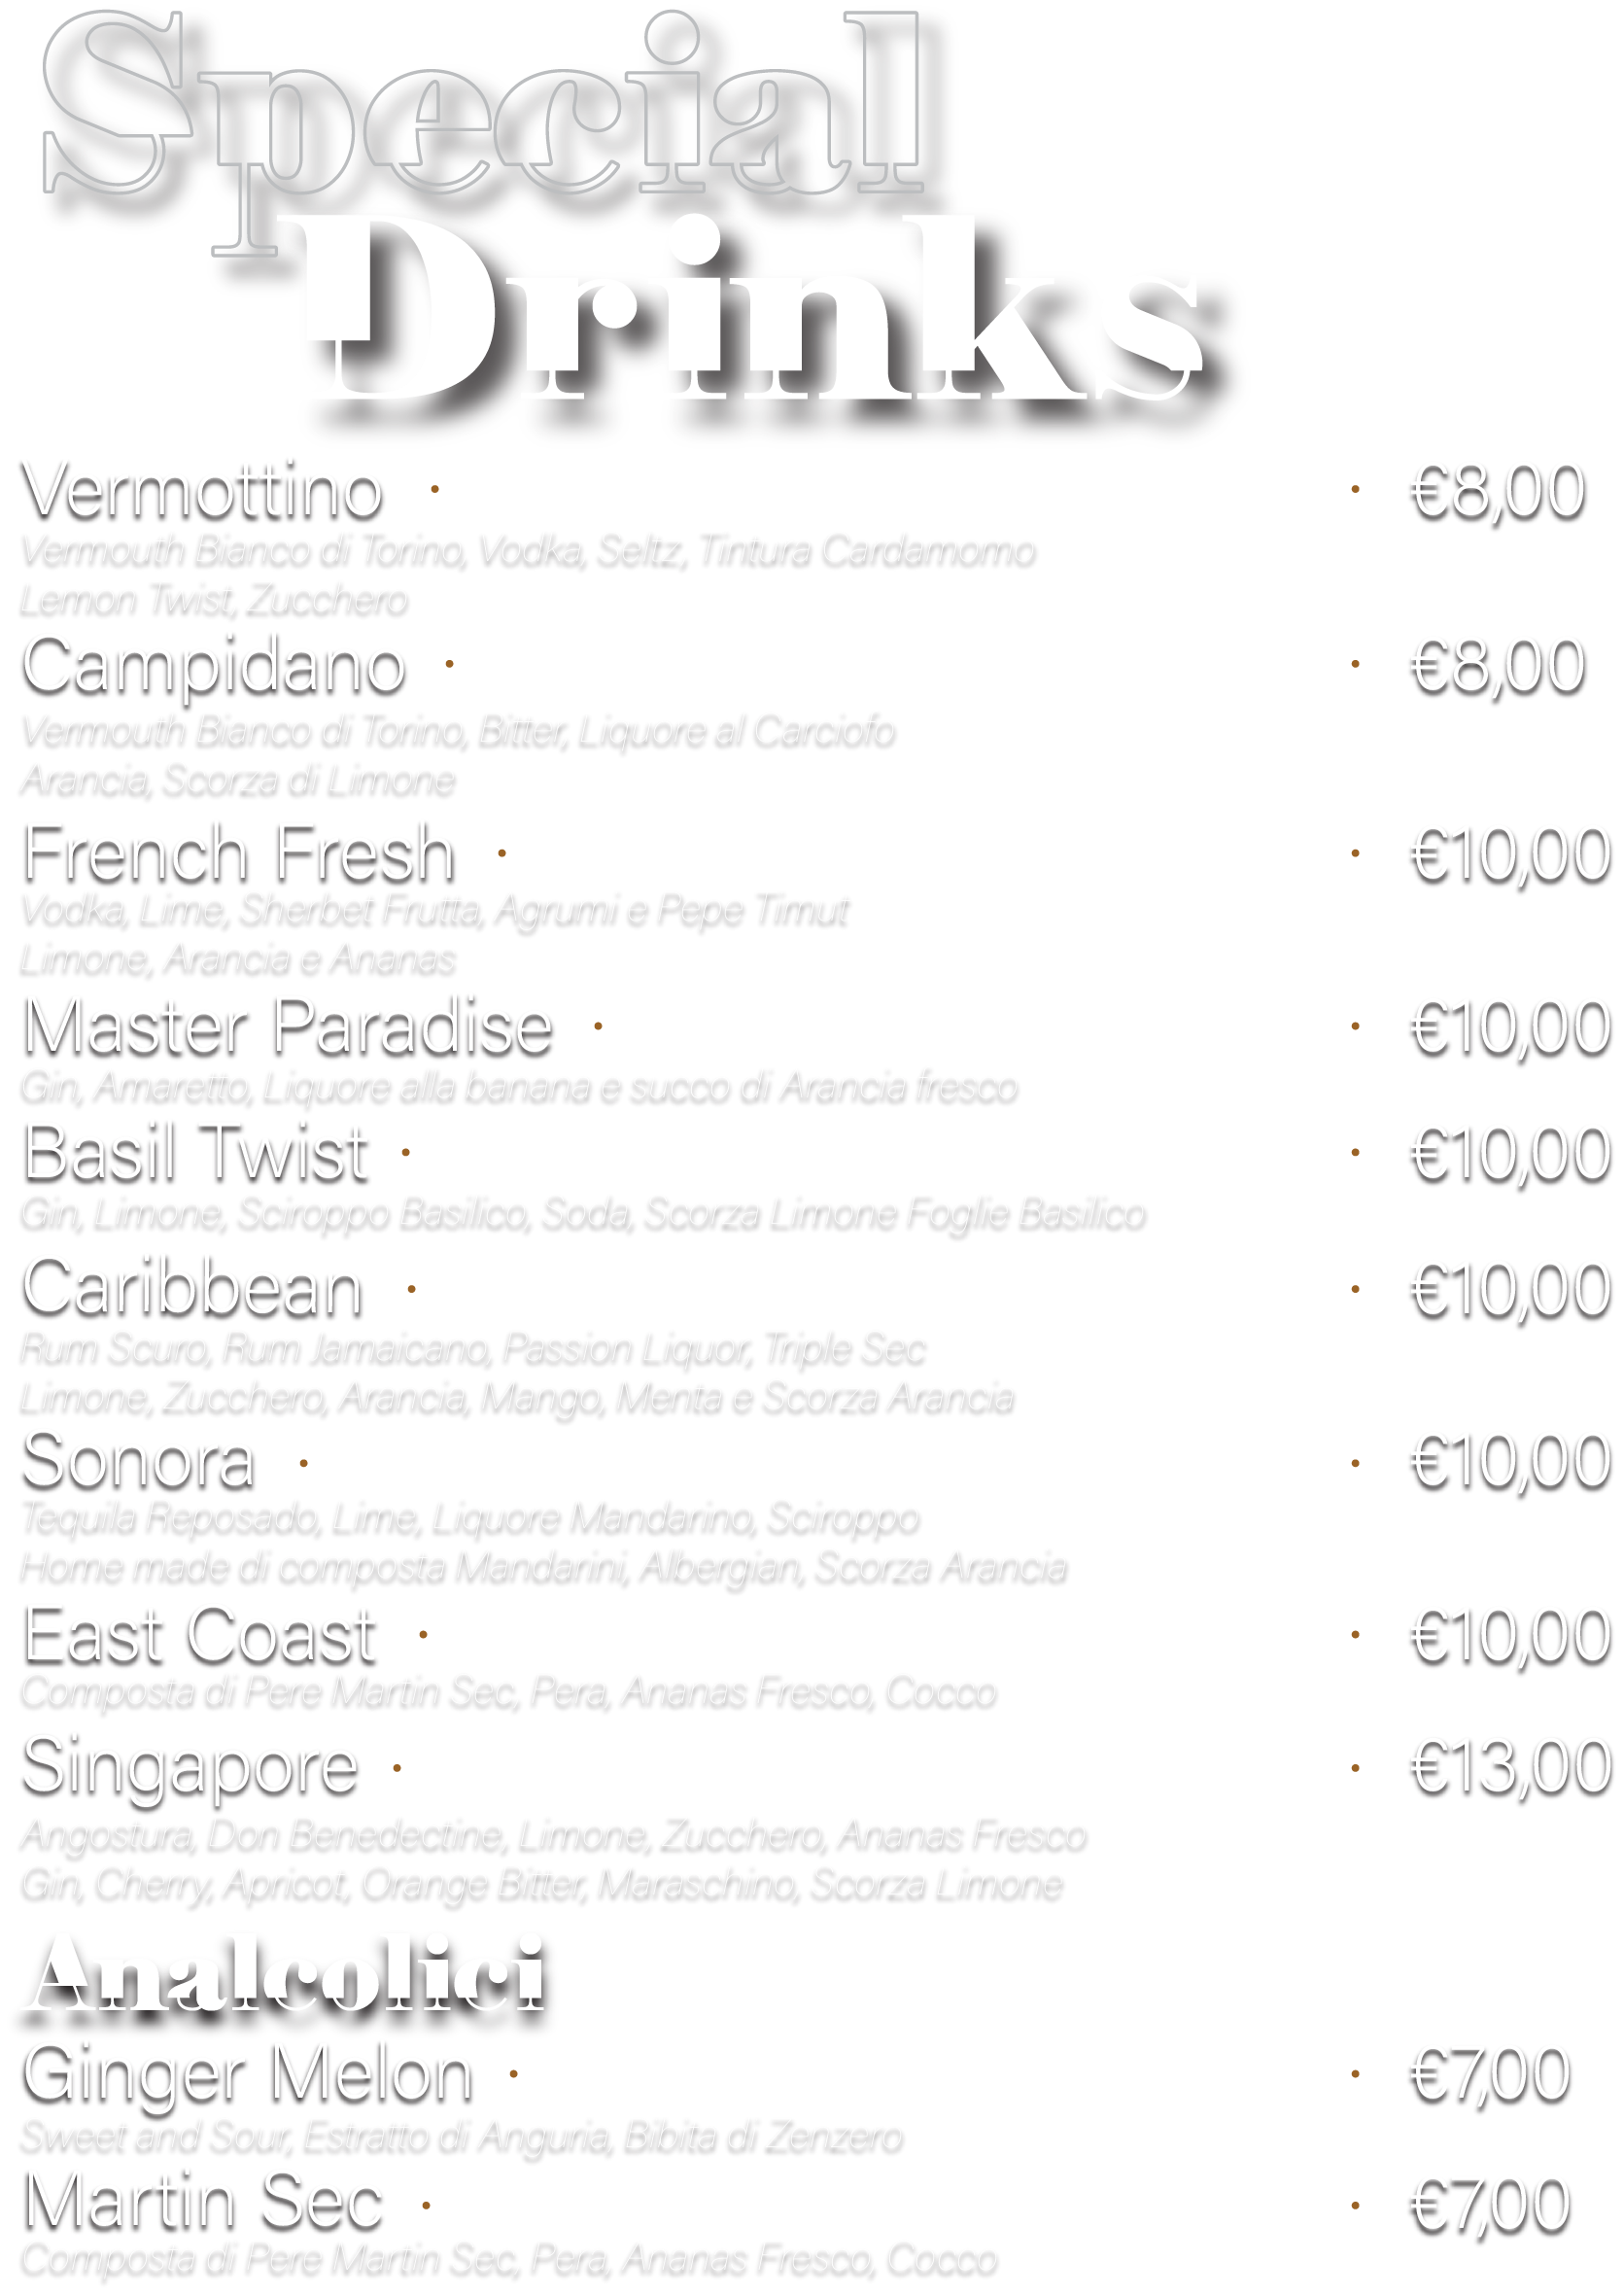 Special
Drinks
Vermottino · · €8,00
Vermouth Bianco di Torino, Vodka, Seltz, Tintura Cardamomo
Lemon Twist, Zucchero
Campidano · · €8,00
Vermouth Bianco di Torino, Bitter, Liquore al Carciofo
Arancia, Scorza di Limone
French Fresh · · €10,00
Vodka, Lime, Sherbet Frutta, Agrumi e Pepe Timut
Limone, Arancia e Ananas
Master Paradise · · €10,00
Gin, Amaretto, Liquore alla banana e succo di Arancia fresco
Basil Twist · · €10,00
Gin, Limone, Sciroppo Basilico, Soda, Scorza Limone Foglie Basilico
Caribbean · · €10,00
Rum Scuro, Rum Jamaicano, Passion Liquor, Triple Sec
Limone, Zucchero, Arancia, Mango, Menta e Scorza Arancia
Sonora · · €10,00
Tequila Reposado, Lime, Liquore Mandarino, Sciroppo
Home made di composta Mandarini, Albergian, Scorza Arancia
East Coast · · €10,00
Composta di Pere Martin Sec, Pera, Ananas Fresco, Cocco
Singapore · · €13,00
Angostura, Don Benedectine, Limone, Zucchero, Ananas Fresco
Gin, Cherry, Apricot, Orange Bitter, Maraschino, Scorza Limone
Analcolici
Ginger Melon · · €7,00
Sweet and Sour, Estratto di Anguria, Bibita di Zenzero
Martin Sec · · €7,00
Composta di Pere Martin Sec, Pera, Ananas Fresco, Cocco